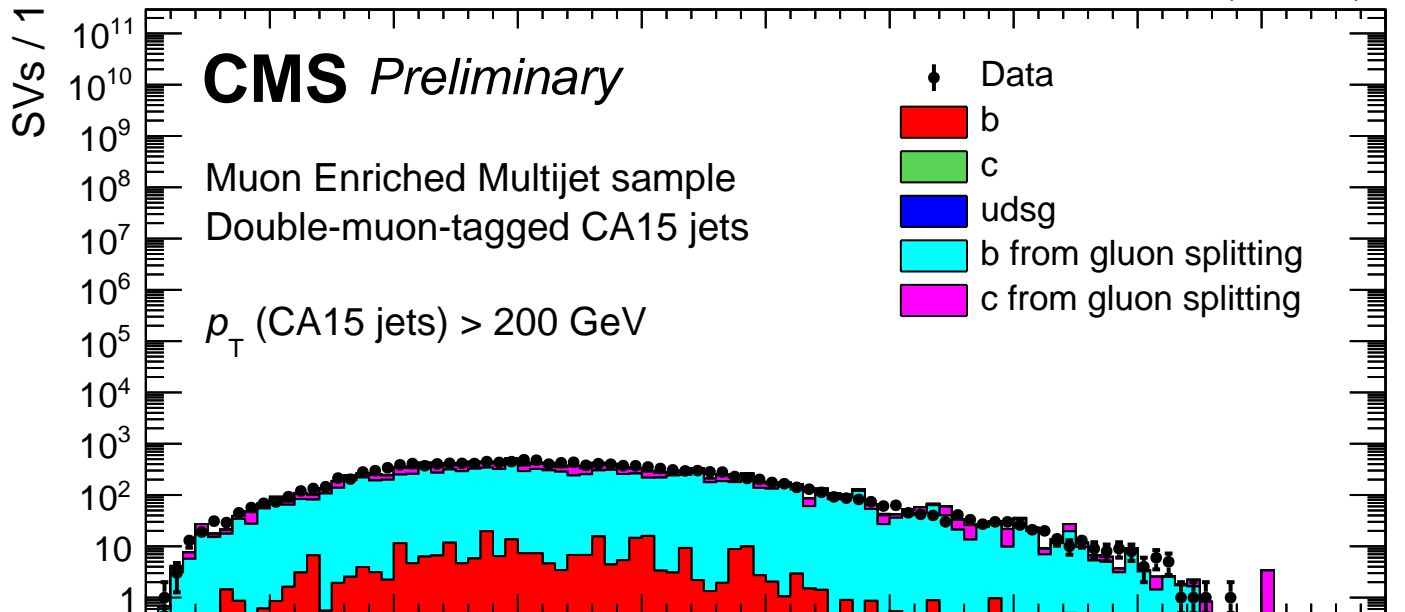 SVs / 1
10¹¹
10¹⁰
10⁹
10⁸
10⁷
10⁶
10⁵
10⁴
10³
10²
10
1
CMS Preliminary
Muon Enriched Multijet sample
Double-muon-tagged CA15 jets
p_T (CA15 jets) > 200 GeV
Data
b
c
udsg
b from gluon splitting
c from gluon splitting